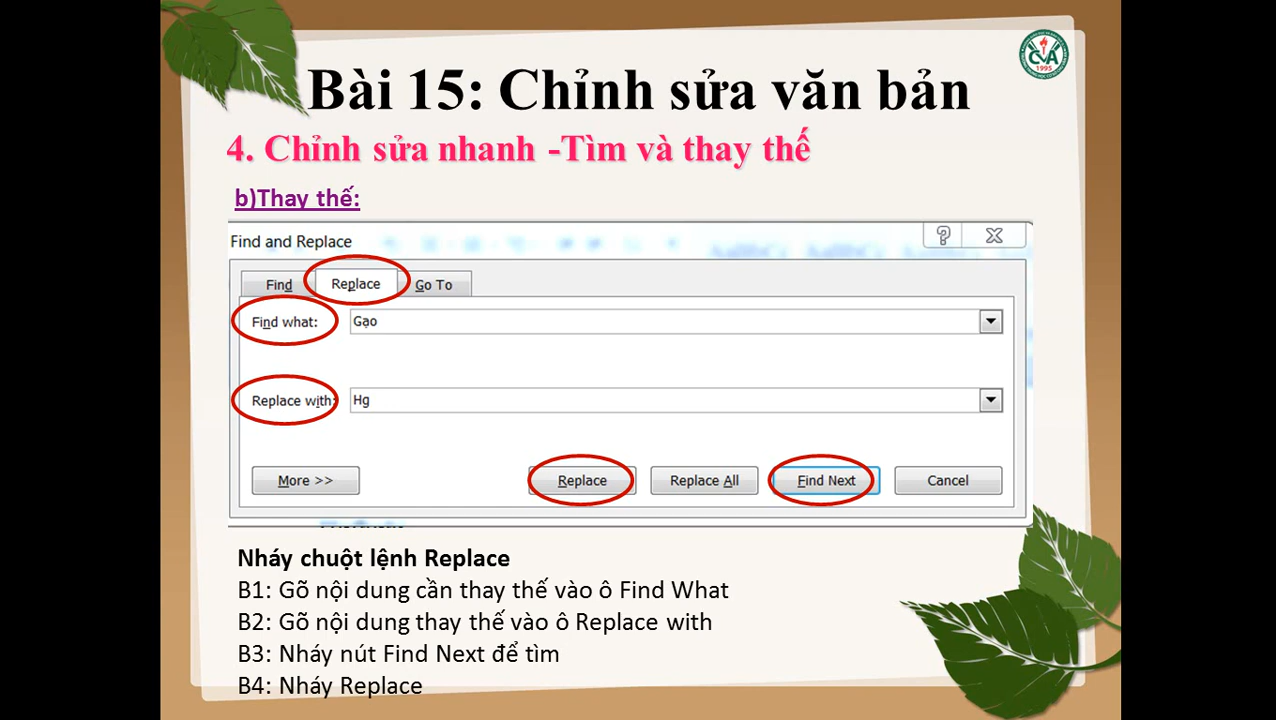 CVA
1995
Bài 15: Chỉnh sửa văn bản
4. Chỉnh sửa nhanh -Tìm và thay thế
b)Thay thế:
Find and Replace
Find Replace Go To
Find what: Gạo
Replace with: Hg
More >> Replace Replace All Find Next Cancel
Nháy chuột lệnh Replace
B1: Gõ nội dung cần thay thế vào ô Find What
B2: Gõ nội dung thay thế vào ô Replace with
B3: Nháy nút Find Next để tìm
B4: Nháy Replace